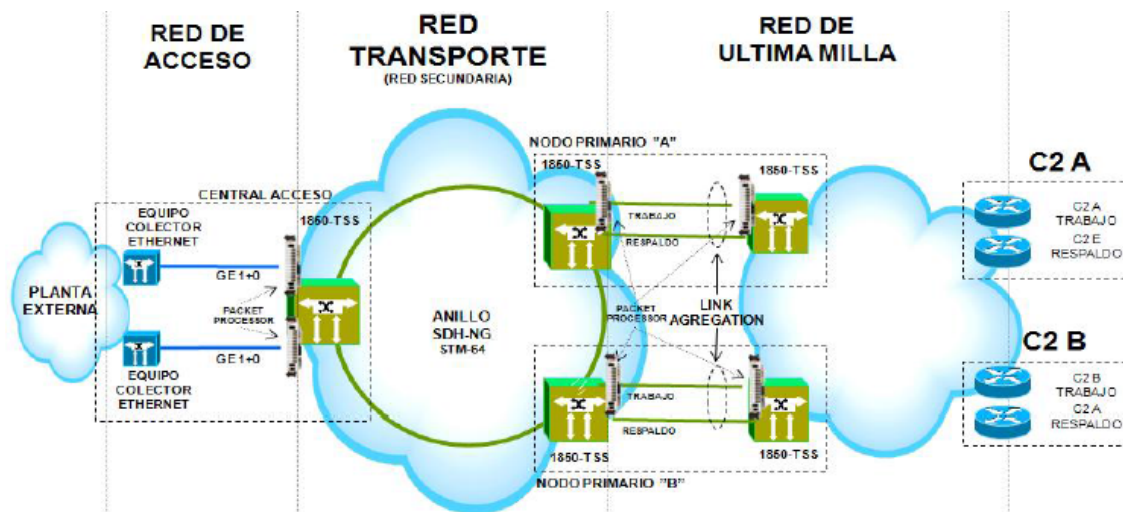 RED DE
ACCESO
RED
TRANSPORTE
(RED SECUNDARIA)
RED DE
ULTIMA MILLA
NODO PRIMARIO "A"
1850-TSS
1850-TSS
C2 A
CENTRAL ACCESO
1850-TSS
EQUIPO
COLECTOR
ETHERNET
TRABAJO
RESPALDO
C2 A
TRABAJO
C2 E
RESPALDO
GE 1+0
PLANTA
EXTERNA
PACKET
PROCESSOR
ANILLO
SDH-NG
STM-64
PACKET
PROCESSOR
LINK
AGREGATION
GE 1+0
EQUIPO
COLECTOR
ETHERNET
C2 B
TRABAJO
RESPALDO
C2 B
TRABAJO
C2 A
RESPALDO
1850-TSS
1850-TSS
NODO PRIMARIO "B"